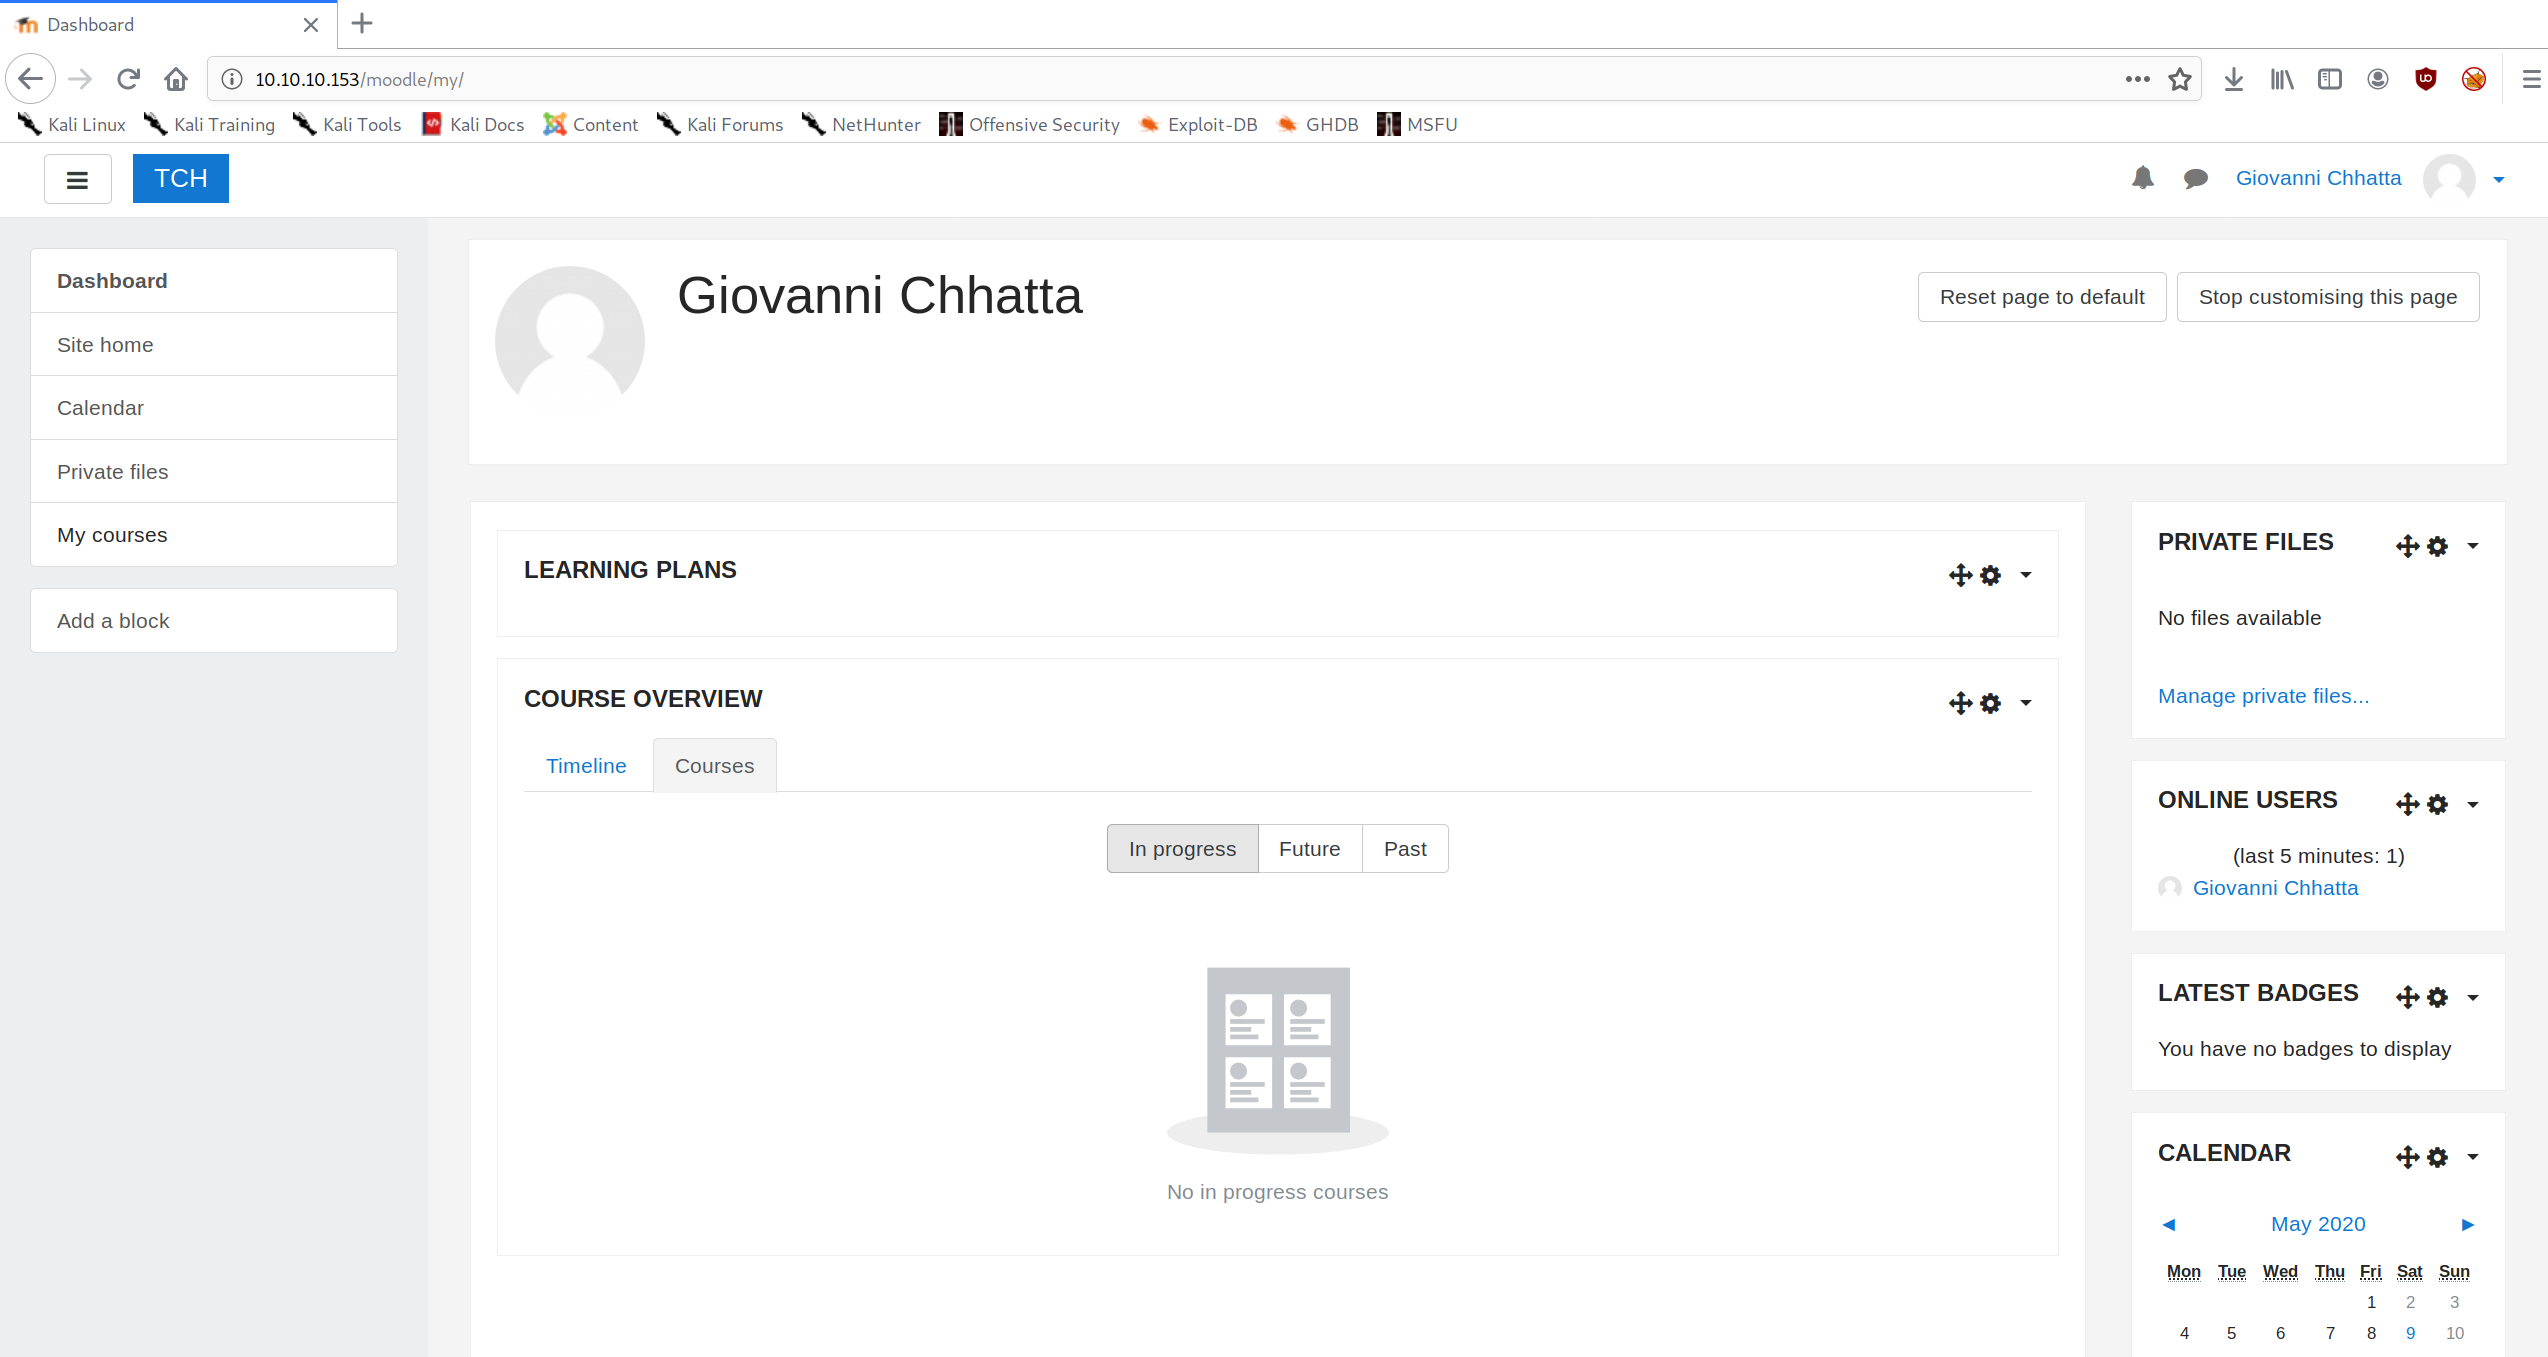 Dashboard
10.10.10.153/moodle/my/
Kali Linux Kali Training Kali Tools Kali Docs Content Kali Forums NetHunter Offensive Security Exploit-DB GHDB MSFU
TCH
Giovanni Chhatta
Dashboard
Site home
Calendar
Private files
My courses
Add a block
Giovanni Chhatta
Reset page to default
Stop customising this page
LEARNING PLANS
COURSE OVERVIEW
Timeline Courses
In progress Future Past
No in progress courses
PRIVATE FILES
No files available
Manage private files...
ONLINE USERS
(last 5 minutes: 1)
Giovanni Chhatta
LATEST BADGES
You have no badges to display
CALENDAR
◄ May 2020 ►
Mon Tue Wed Thu Fri Sat Sun
1 2 3
4 5 6 7 8 9 10